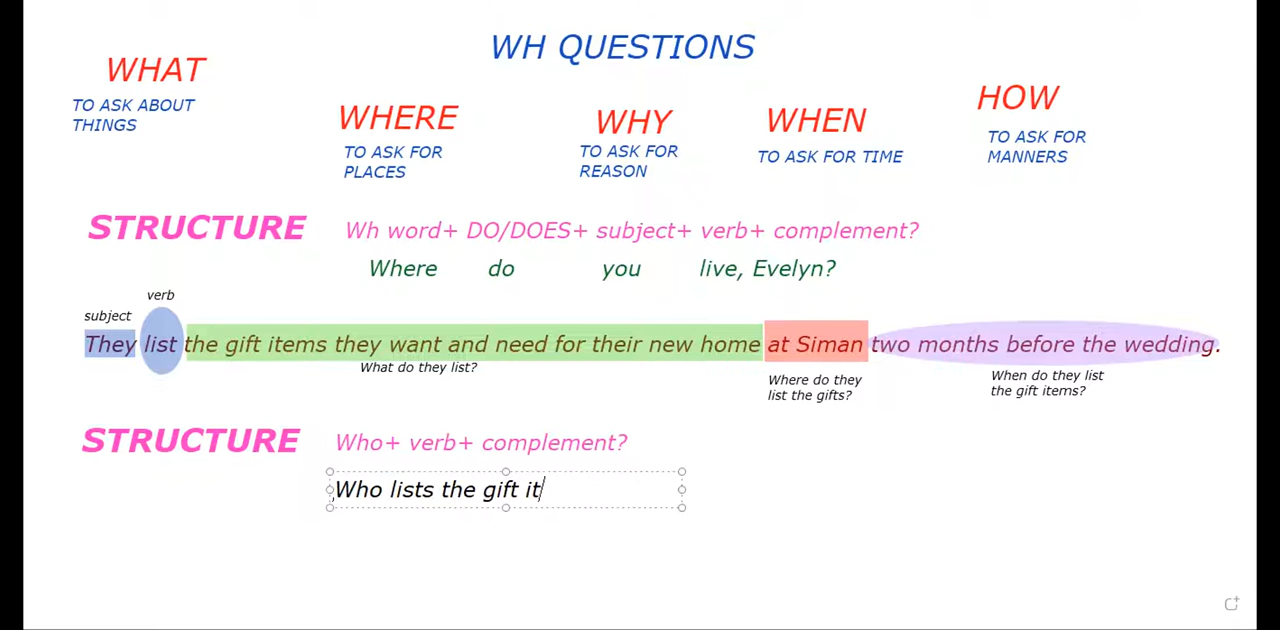 WH QUESTIONS
WHAT
TO ASK ABOUT
THINGS
WHERE
TO ASK FOR
PLACES
WHY
TO ASK FOR
REASON
WHEN
TO ASK FOR TIME
HOW
TO ASK FOR
MANNERS
STRUCTURE
Wh word+ DO/DOES+ subject+ verb+ complement?
Where do you live, Evelyn?
verb
subject
They list the gift items they want and need for their new home at Siman two months before the wedding.
What do they list?
Where do they
list the gifts?
When do they list
the gift items?
STRUCTURE
Who+ verb+ complement?
Who lists the gift it